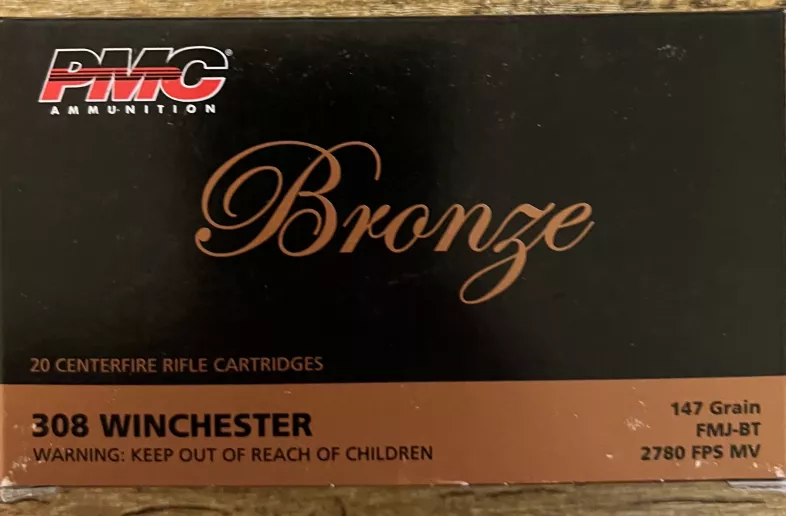 PMC®
AMMUNITION
Bronze
20 CENTERFIRE RIFLE CARTRIDGES
308 WINCHESTER
WARNING: KEEP OUT OF REACH OF CHILDREN
147 Grain
FMJ-BT
2780 FPS MV